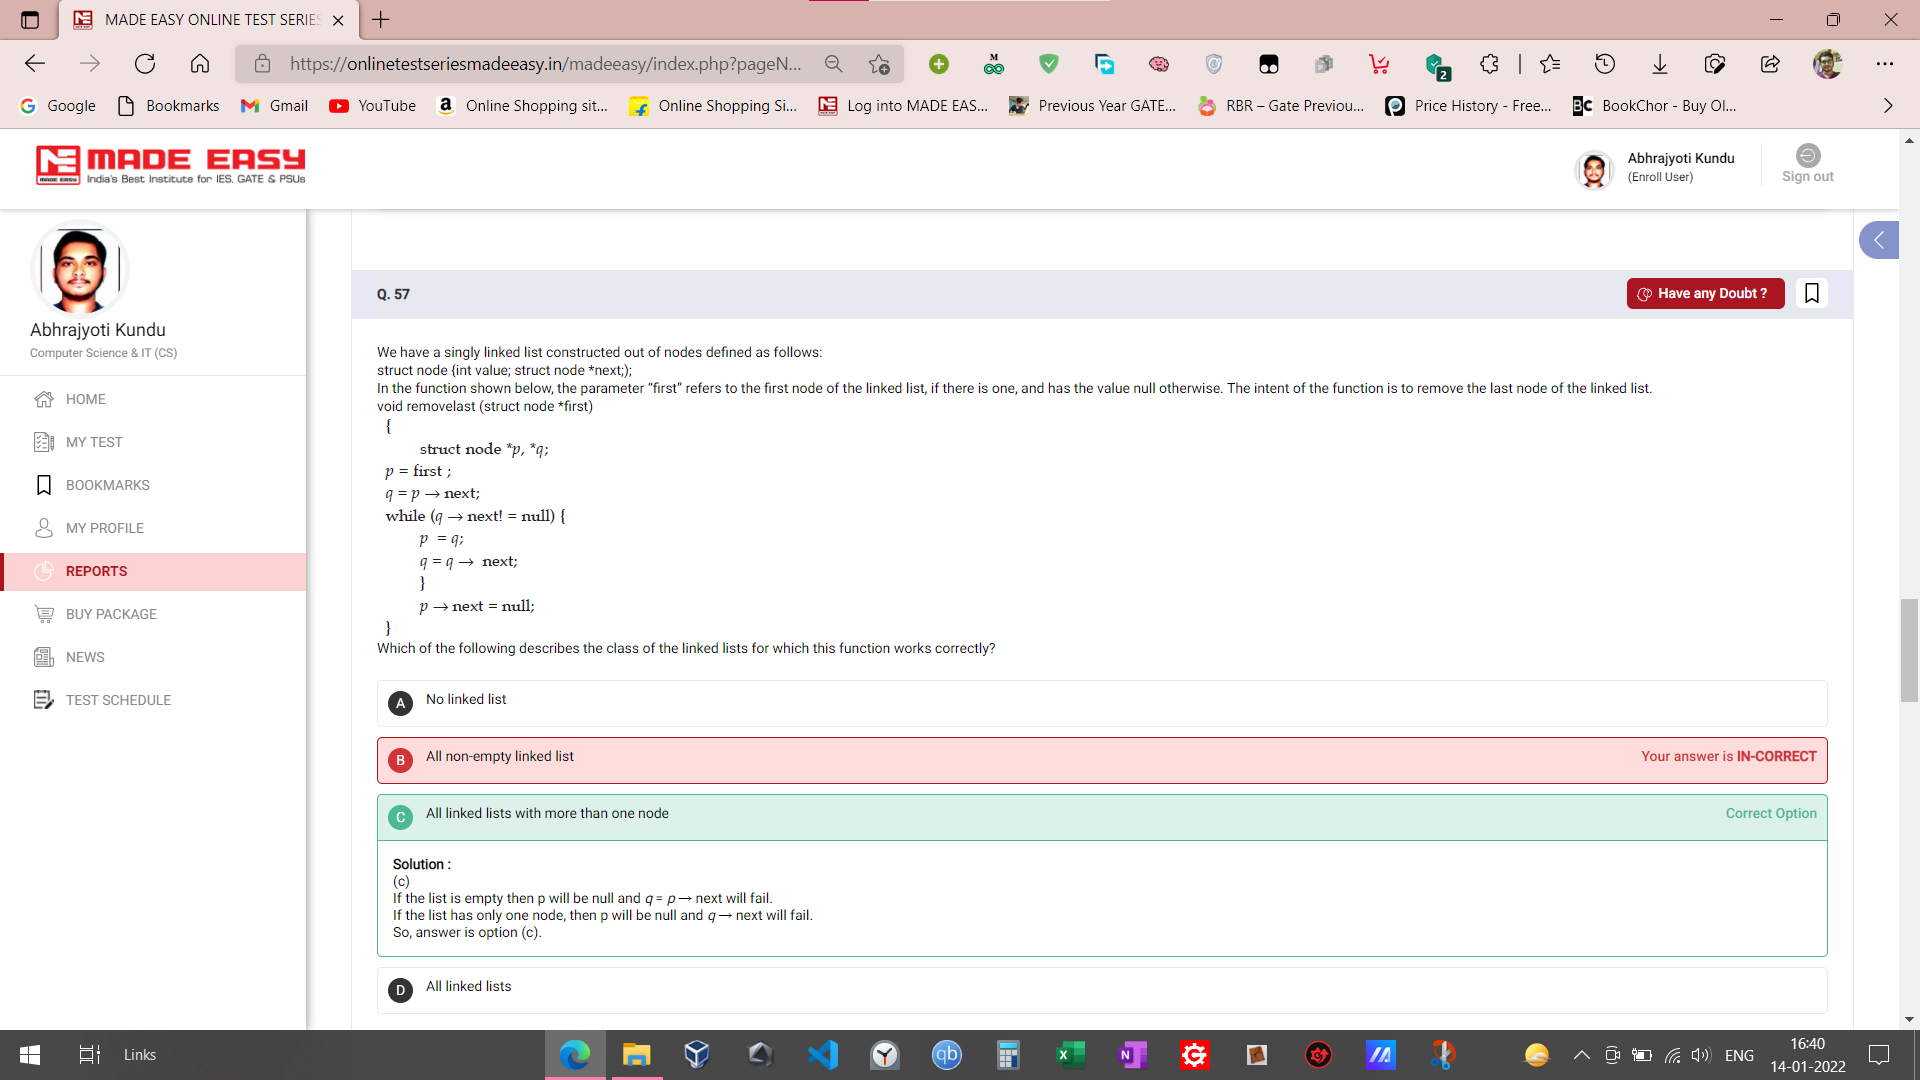 MADE EASY ONLINE TEST SERIES
https://onlinetestseriesmadeeasy.in/madeeasy/index.php?pageN...
M
2
Google
Bookmarks
Gmail
YouTube
Online Shopping sit...
Online Shopping Si...
Log into MADE EAS...
Previous Year GATE...
RBR – Gate Previou...
Price History - Free...
BookChor - Buy Ol...
MADE EASY
India's Best Institute for IES, GATE & PSUs
Abhrajyoti Kundu
(Enroll User)
Sign out
Abhrajyoti Kundu
Computer Science & IT (CS)
HOME
MY TEST
BOOKMARKS
MY PROFILE
REPORTS
BUY PACKAGE
NEWS
TEST SCHEDULE
Q. 57
Have any Doubt ?
We have a singly linked list constructed out of nodes defined as follows:
struct node {int value; struct node *next;);
In the function shown below, the parameter “first” refers to the first node of the linked list, if there is one, and has the value null otherwise. The intent of the function is to remove the last node of the linked list.
void removelast (struct node *first)
{
struct node *p, *q;
p = first ;
q = p → next;
while (q → next! = null) {
p = q;
q = q → next;
}
p → next = null;
}
Which of the following describes the class of the linked lists for which this function works correctly?
A No linked list
B All non-empty linked list Your answer is IN-CORRECT
C All linked lists with more than one node Correct Option
Solution :
(c)
If the list is empty then p will be null and q = p → next will fail.
If the list has only one node, then p will be null and q → next will fail.
So, answer is option (c).
D All linked lists
Links
ENG
16:40
14-01-2022